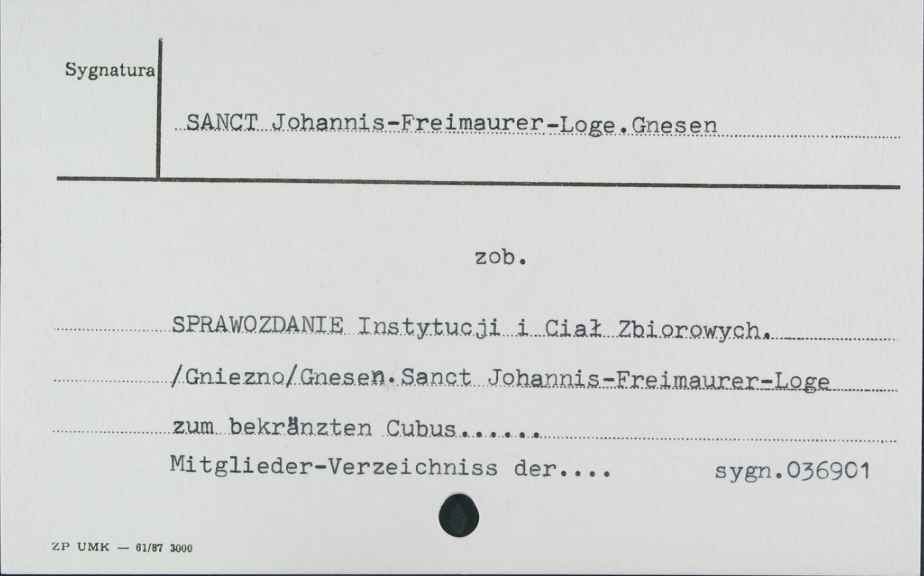 Sygnatura
SANCT Johannis-Freimaurer-Loge.Gnesen
zob.
SPRAWOZDANIE Instytucji i Ciał Zbiorowych.
/Gniezno/Gnesen.Sanct Johannis-Freimaurer-Loge
zum bekränzten Cubus......
Mitglieder-Verzeichniss der.... sygn.036901
ZP UMK — 61/87 3000